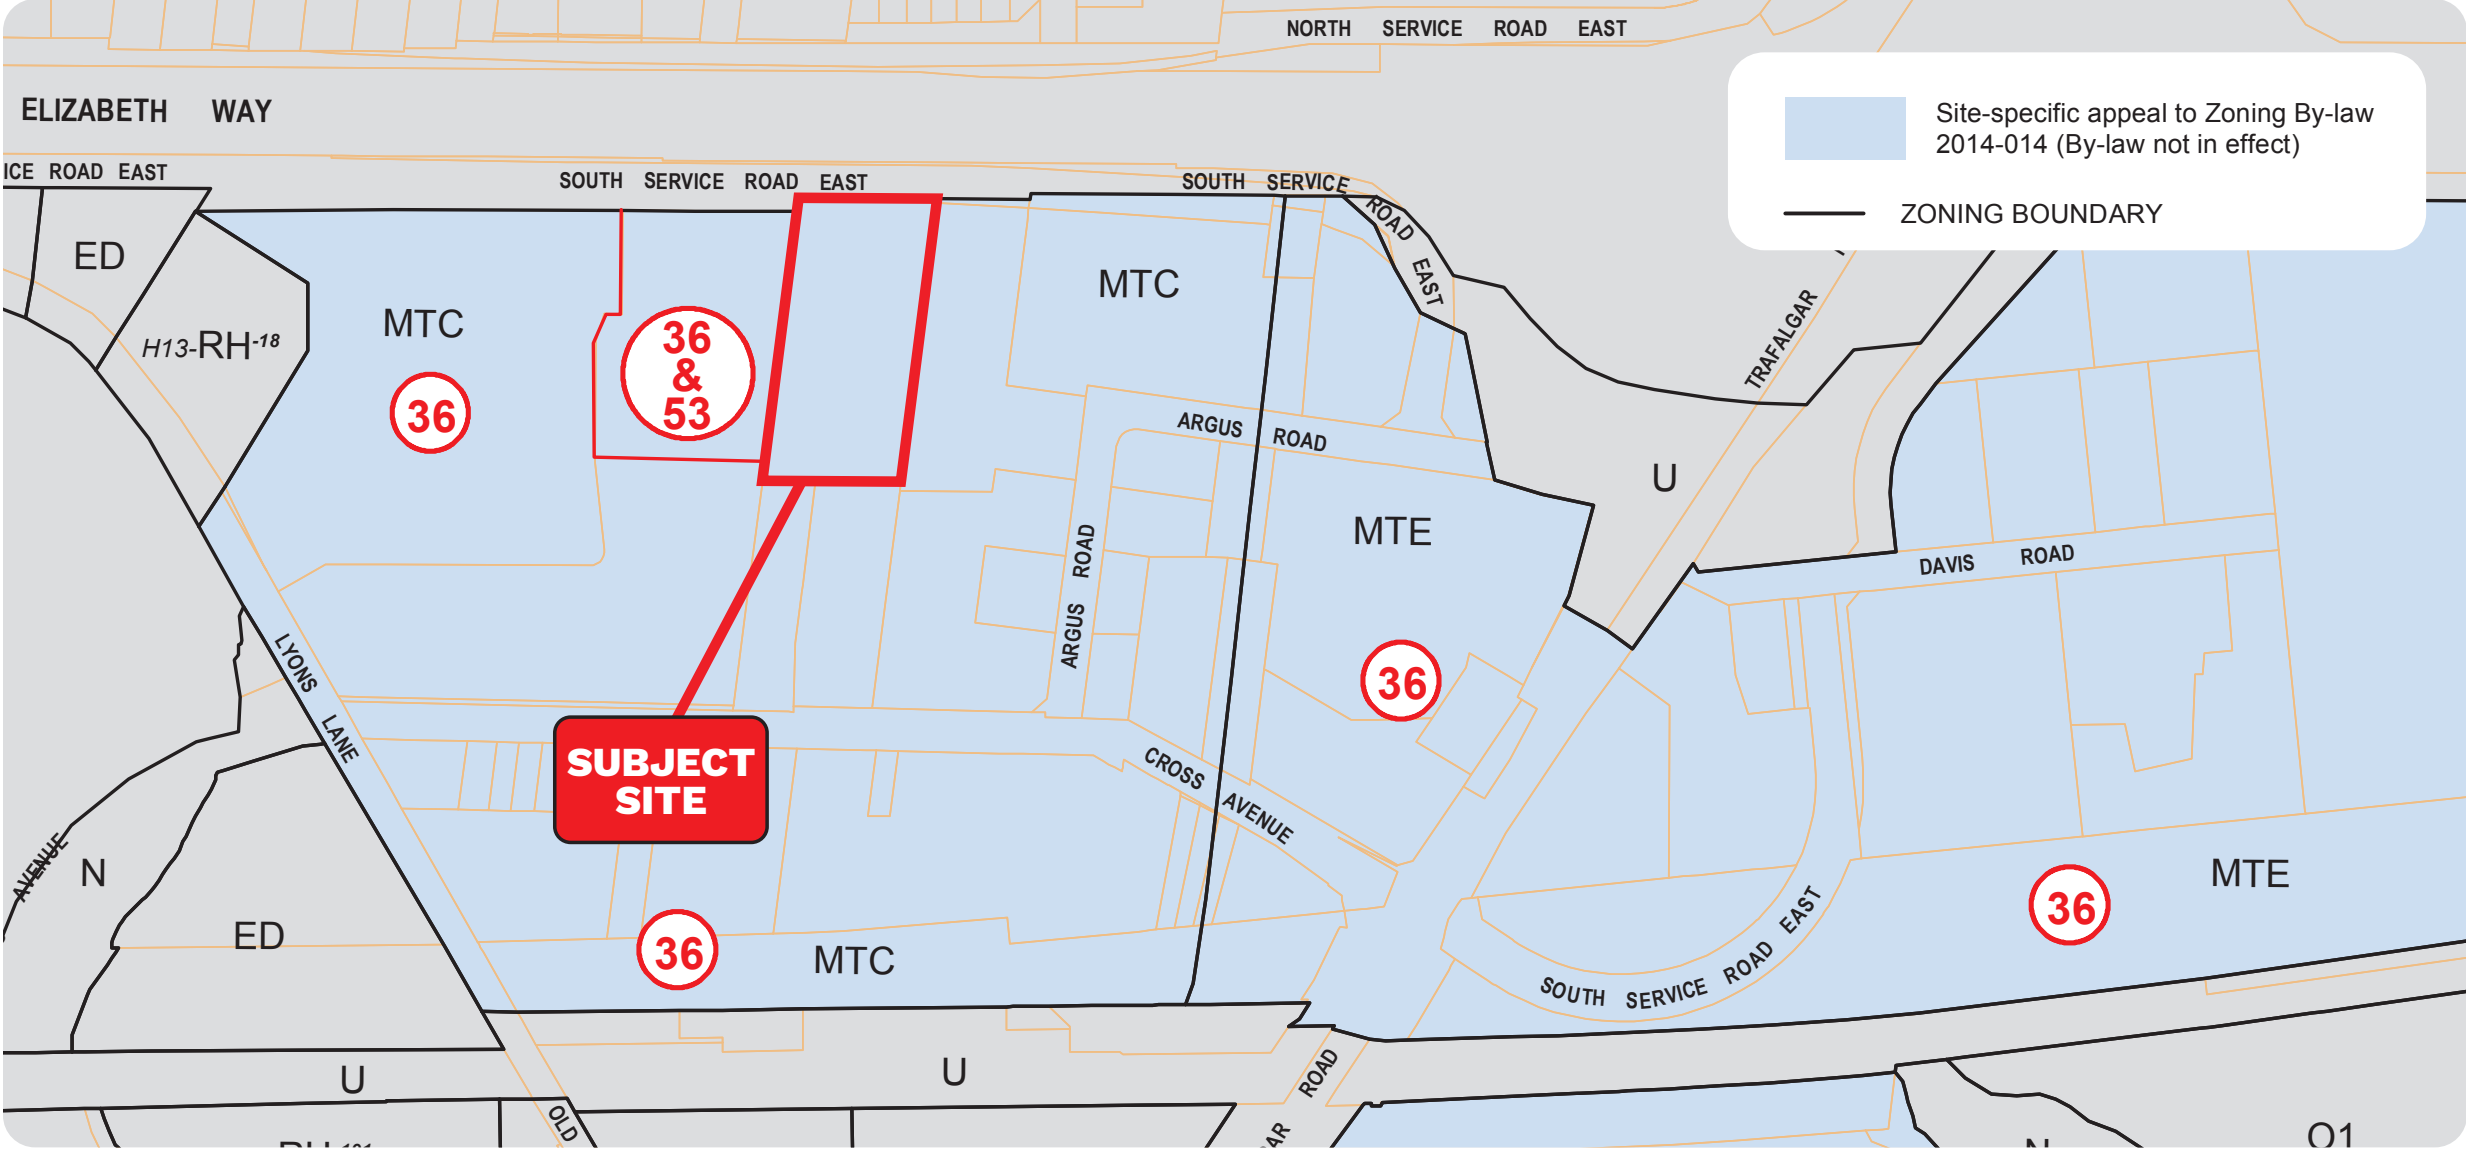 NORTH SERVICE ROAD EAST
ELIZABETH WAY
Site-specific appeal to Zoning By-law
2014-014 (By-law not in effect)
ZONING BOUNDARY
ICE ROAD EAST
SOUTH SERVICE ROAD EAST
SOUTH SERVICE ROAD EAST
ED
H13-RH-18
MTC
36
36
&
53
MTC
TRAFALGAR
ARGUS ROAD
U
MTE
ARGUS ROAD
DAVIS ROAD
LYONS LANE
36
SUBJECT
SITE
CROSS AVENUE
AVENUE
N
ED
36
MTC
MTE
36
SOUTH SERVICE ROAD EAST
U
U
ROAD
OLD
AR
O1